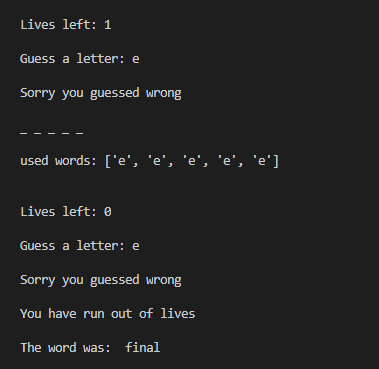 Lives left: 1
Guess a letter: e
Sorry you guessed wrong
_ _ _ _ _
used words: ['e', 'e', 'e', 'e', 'e']
Lives left: 0
Guess a letter: e
Sorry you guessed wrong
You have run out of lives
The word was:  final